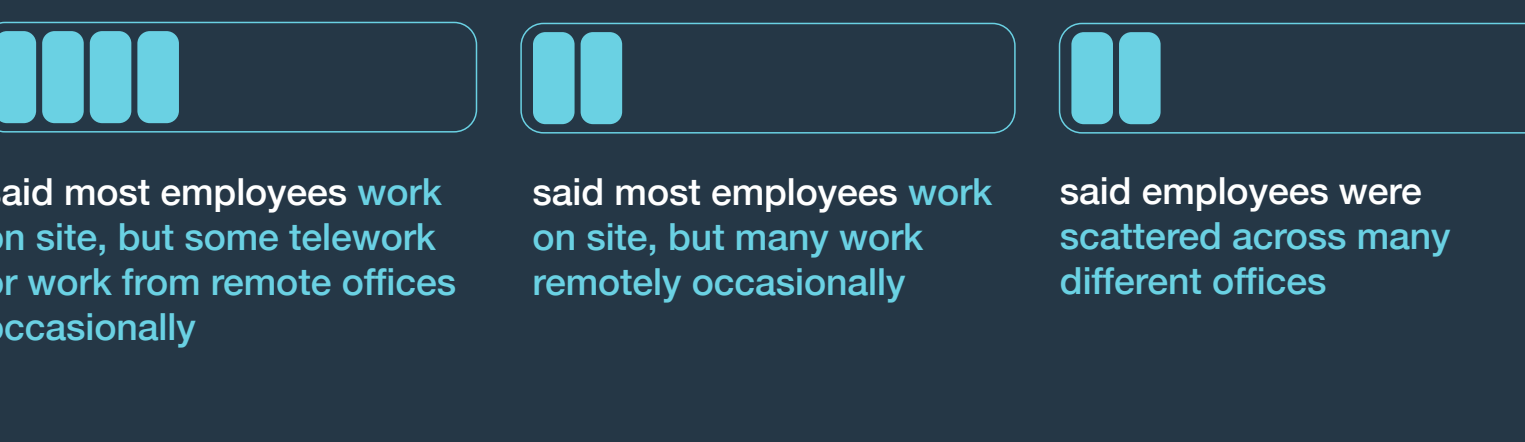 said most employees work
on site, but some telework
or work from remote offices
occasionally
said most employees work
on site, but many work
remotely occasionally
said employees were
scattered across many
different offices